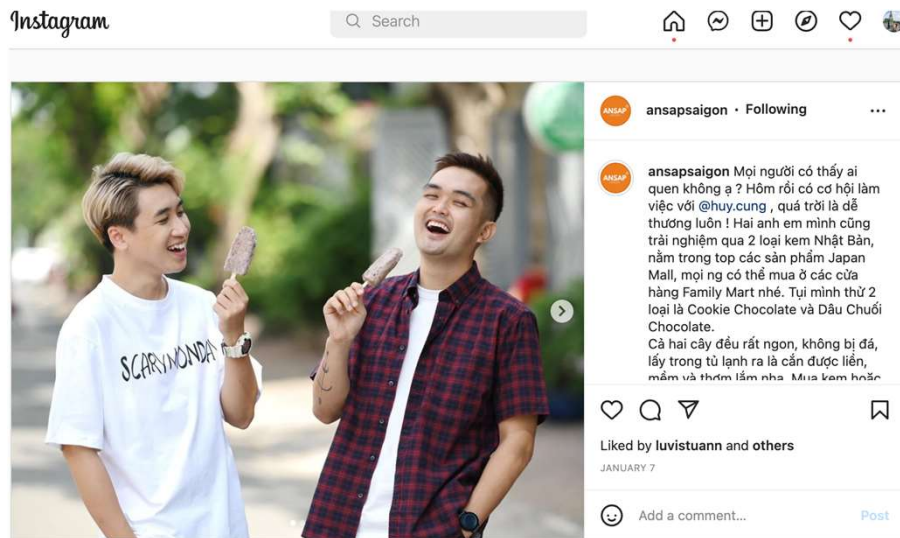 Instagram
Search
ansapsaigon • Following
ANSAP
ANSAP
ansapsaigon Mọi người có thấy ai
quen không ạ ? Hôm rồi có cơ hội làm
việc với @huy.cung , quá trời là dễ
thương luôn ! Hai anh em mình cũng
trải nghiệm qua 2 loại kem Nhật Bản,
nằm trong top các sản phẩm Japan
Mall, mọi ng có thể mua ở các cửa
hàng Family Mart nhé. Tụi mình thử 2
loại là Cookie Chocolate và Dâu Chuối
Chocolate.
Cả hai cây đều rất ngon, không bị đá,
lấy trong tủ lạnh ra là cắn được liền,
mềm và thơm lắm nha. Mua kem hoặc
SCARY MONDAY
Liked by luvistuann and others
JANUARY 7
Add a comment...
Post